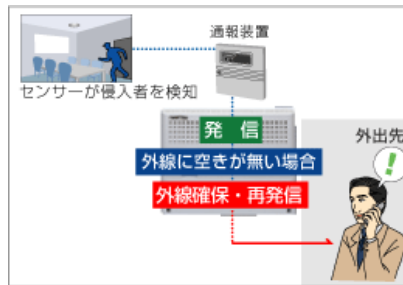 通報装置
センサーが侵入者を検知
発信
外線に空きが無い場合
外線確保・再発信
外出先